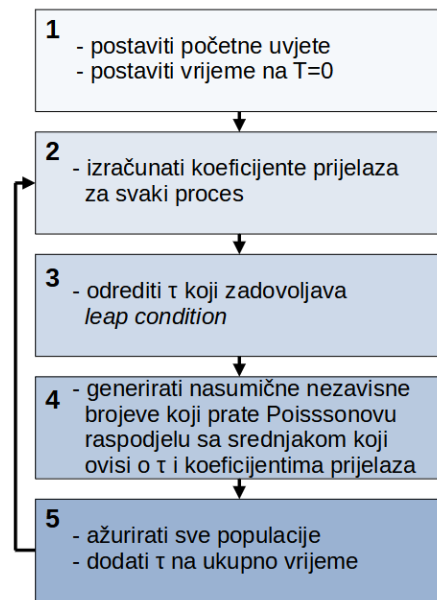 1
- postaviti početne uvjete
- postaviti vrijeme na T=0
2
- izračunati koeficijente prijelaza
za svaki proces
3
- odrediti τ koji zadovoljava
leap condition
4
- generirati nasumične nezavisne
brojeve koji prate Poisssonovu
raspodjelu sa srednjakom koji
ovisi o τ i koeficijentima prijelaza
5
- ažurirati sve populacije
- dodati τ na ukupno vrijeme